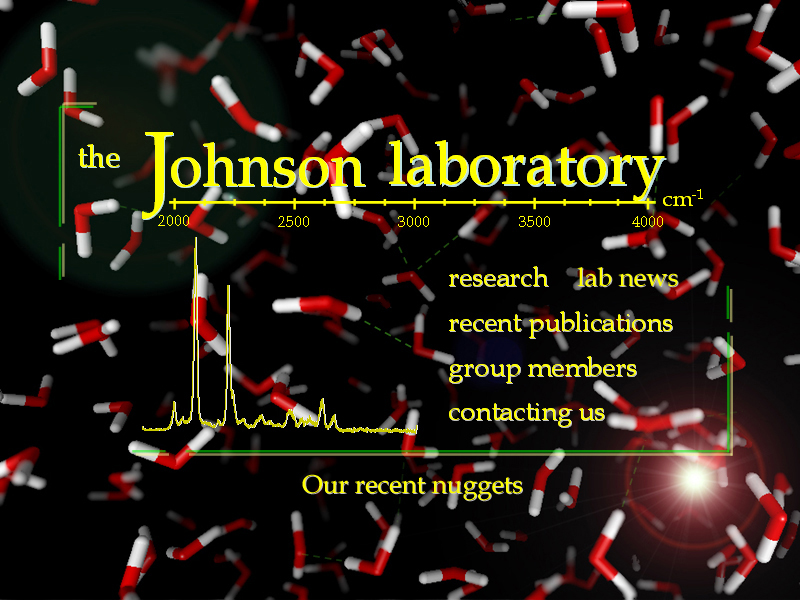 the Johnson laboratory
cm-1
2000 2500 3000 3500 4000
research lab news
recent publications
group members
contacting us
Our recent nuggets